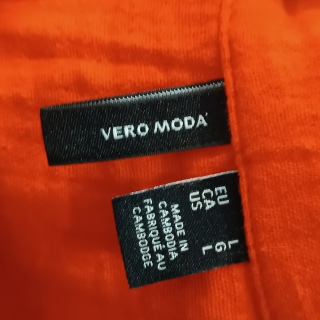 VERO MODA
EU L
CA G
US L
MADE IN
CAMBODIA
FABRIQUÉ AU
CAMBODGE